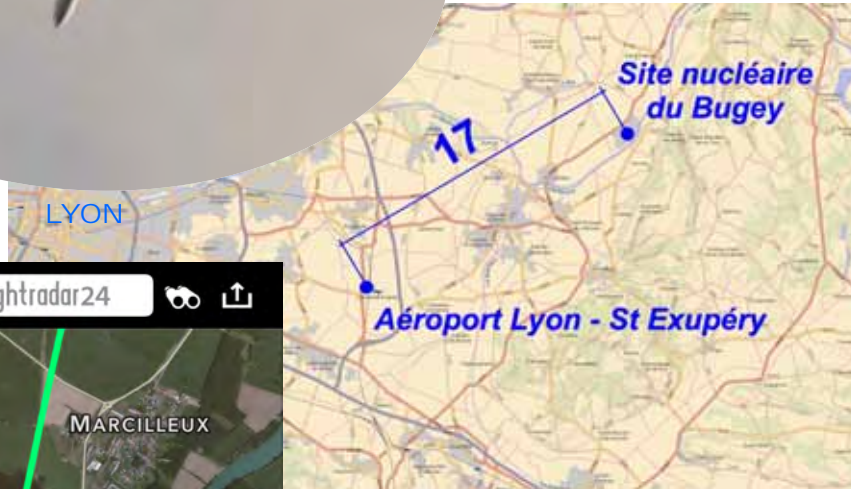 Site nucléaire
du Bugey
17
LYON
ghtradar24
Aéroport Lyon - St Exupéry
MARCILLEUX